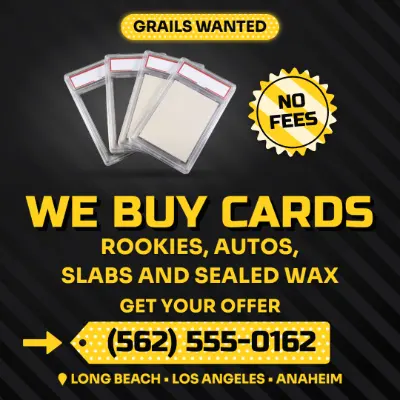 GRAILS WANTED
NO
FEES
WE BUY CARDS
ROOKIES, AUTOS,
SLABS AND SEALED WAX
GET YOUR OFFER
(562) 555-0162
LONG BEACH • LOS ANGELES • ANAHEIM